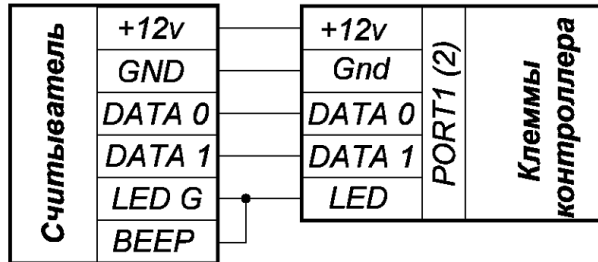 Считыватель
+12v
GND
DATA 0
DATA 1
LED G
BEEP
+12v
Gnd
DATA 0
DATA 1
LED
PORT1 (2)
Клеммы
контроллера